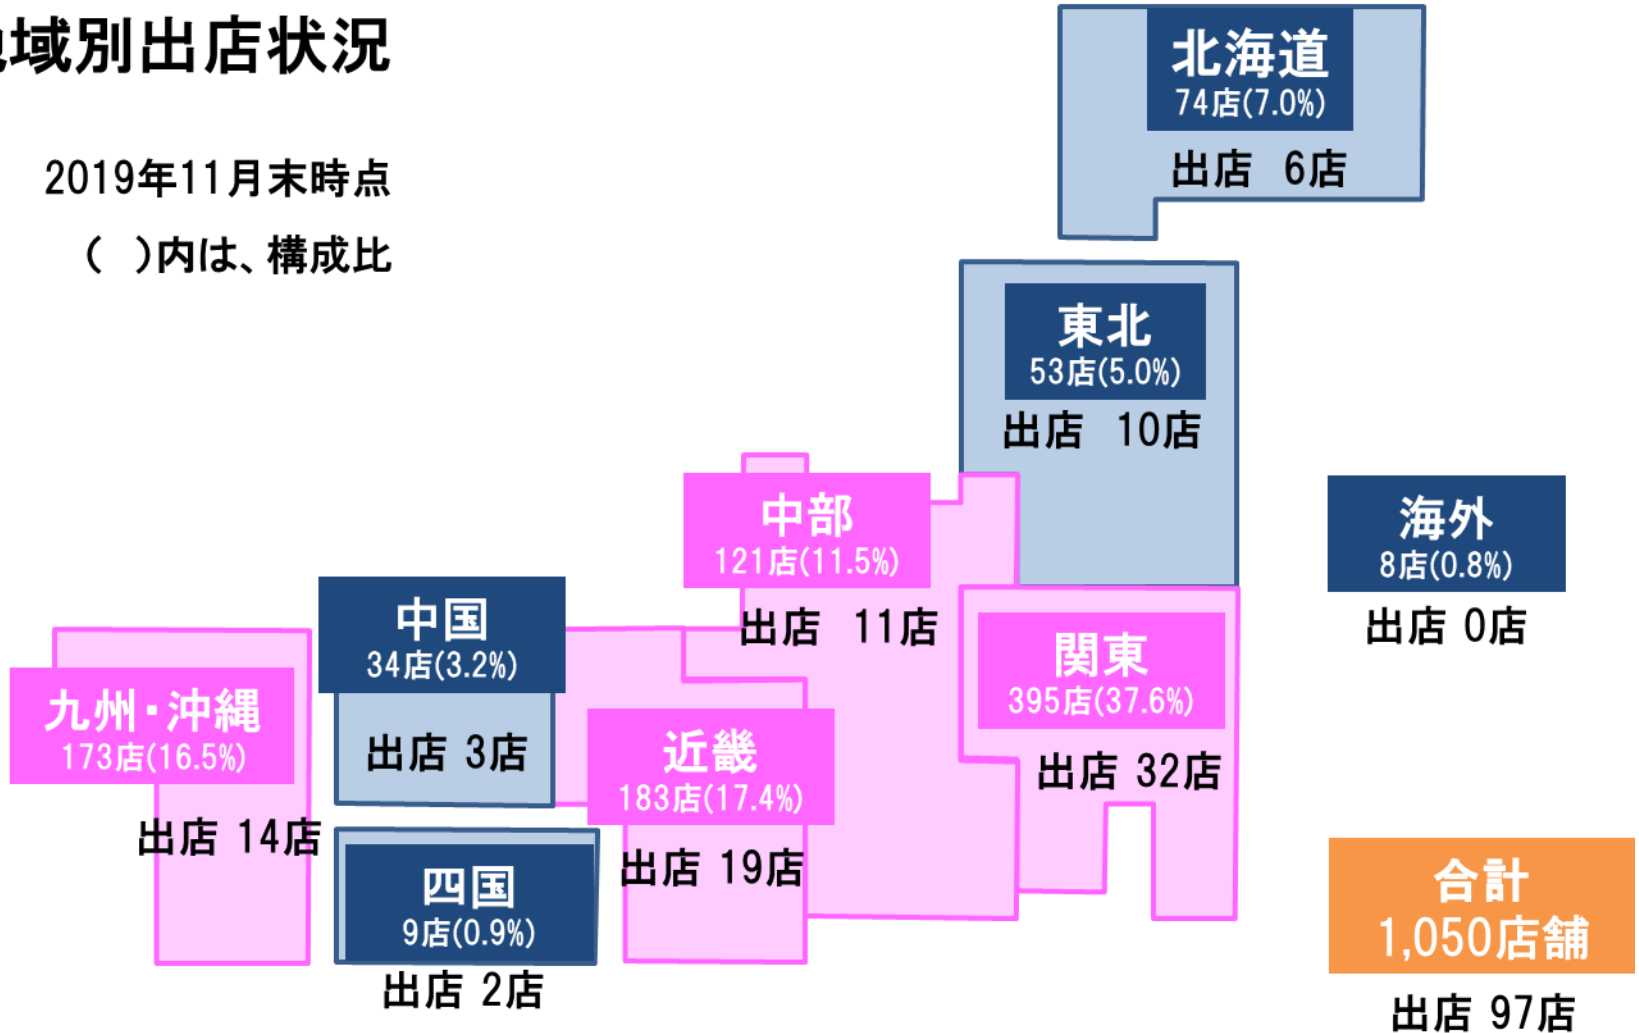 域別出店状況
2019年11月末時点
(　)内は、構成比
北海道
74店(7.0%)
出店　6店
東北
53店(5.0%)
出店　10店
中部
121店(11.5%)
出店　11店
海外
8店(0.8%)
出店 0店
中国
34店(3.2%)
出店 3店
関東
395店(37.6%)
出店 32店
九州・沖縄
173店(16.5%)
出店 14店
近畿
183店(17.4%)
出店 19店
四国
9店(0.9%)
出店 2店
合計
1,050店舗
出店 97店